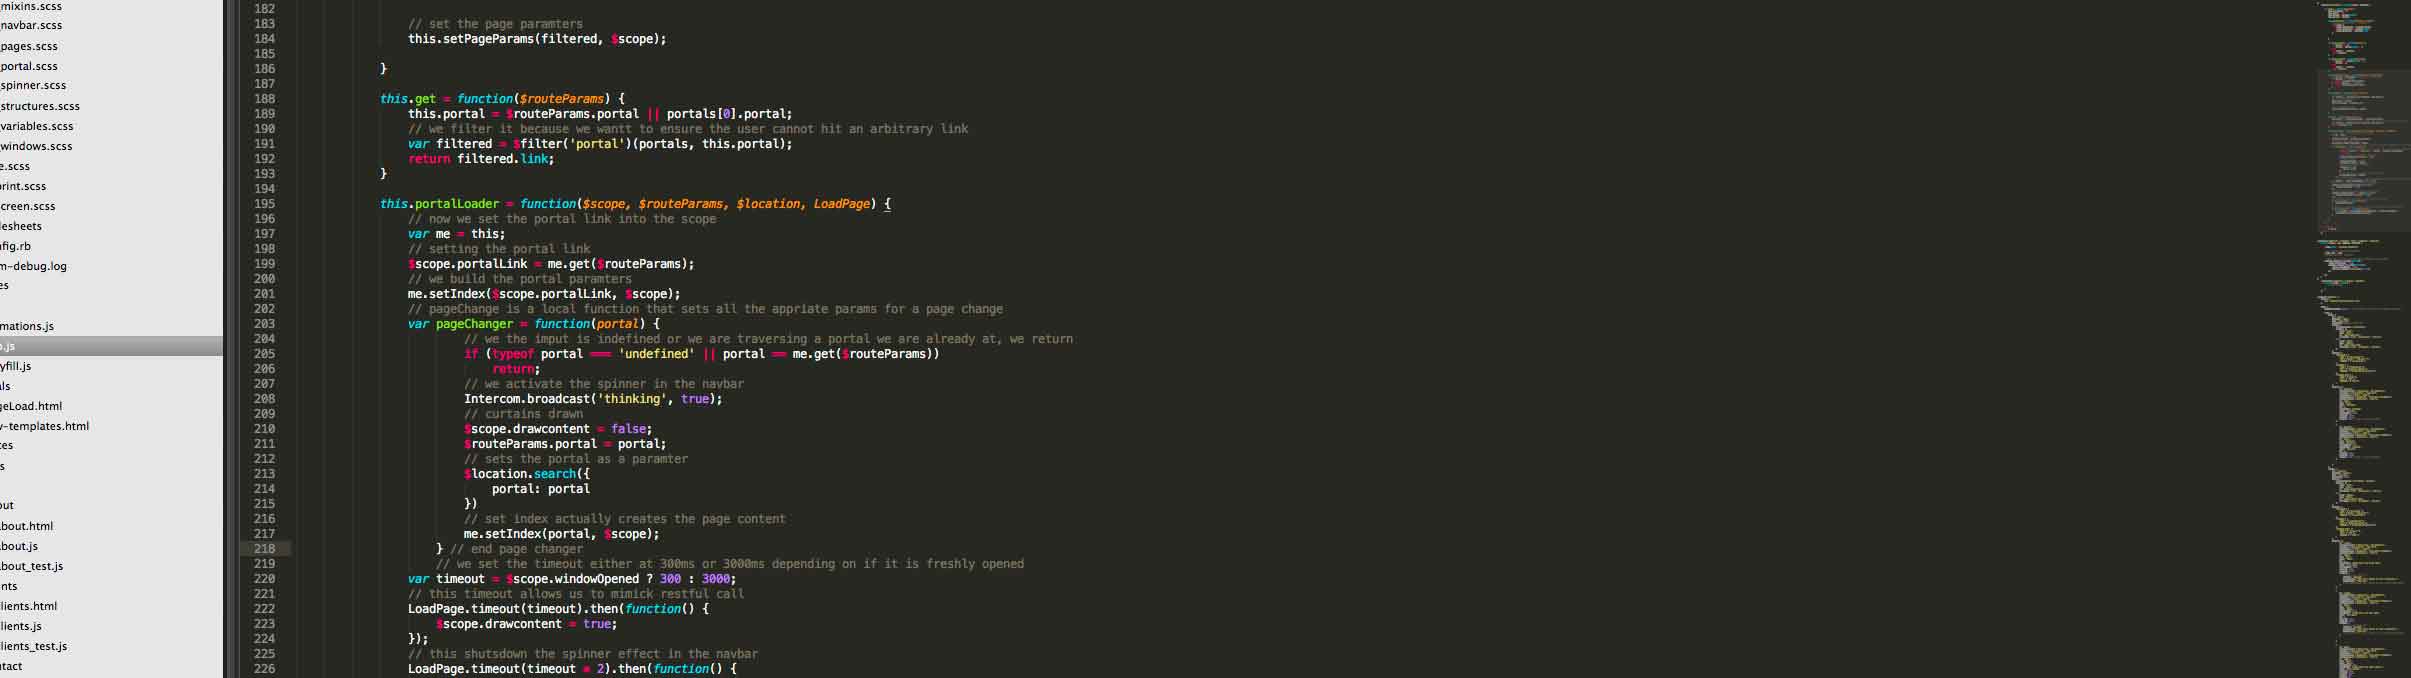 _mixins.scss
_navbar.scss
_pages.scss
_portal.scss
_spinner.scss
_structures.scss
_variables.scss
_windows.scss
e.scss
print.scss
creen.scss
lesheets
nfig.rb
m-debug.log
es
mations.js
.js
yfill.js
als
geLoad.html
v-templates.html
tes
s
out
bout.html
bout.js
bout_test.js
ents
lients.html
lients.js
lients_test.js
ntact
182
183 // set the page paramters
184 this.setPageParams(filtered, $scope);
185
186 }
187
188 this.get = function($routeParams) {
189 this.portal = $routeParams.portal || portals[0].portal;
190 // we filter it because we wantt to ensure the user cannot hit an arbitrary link
191 var filtered = $filter('portal')(portals, this.portal);
192 return filtered.link;
193 }
194
195 this.portalLoader = function($scope, $routeParams, $location, LoadPage) {
196 // now we set the portal link into the scope
197 var me = this;
198 // setting the portal link
199 $scope.portalLink = me.get($routeParams);
200 // we build the portal paramters
201 me.setIndex($scope.portalLink, $scope);
202 // pageChange is a local function that sets all the appriate params for a page change
203 var pageChanger = function(portal) {
204 // we the imput is indefined or we are traversing a portal we are already at, we return
205 if (typeof portal === 'undefined' || portal == me.get($routeParams))
206 return;
207 // we activate the spinner in the navbar
208 Intercom.broadcast('thinking', true);
209 // curtains drawn
210 $scope.drawcontent = false;
211 $routeParams.portal = portal;
212 // sets the portal as a paramter
213 $location.search({
214 portal: portal
215 })
216 // set index actually creates the page content
217 me.setIndex(portal, $scope);
218 } // end page changer
219 // we set the timeout either at 300ms or 3000ms depending on if it is freshly opened
220 var timeout = $scope.windowOpened ? 300 : 3000;
221 // this timeout allows us to mimick restful call
222 LoadPage.timeout(timeout).then(function() {
223 $scope.drawcontent = true;
224 });
225 // this shutsdown the spinner effect in the navbar
226 LoadPage.timeout(timeout * 2).then(function() {